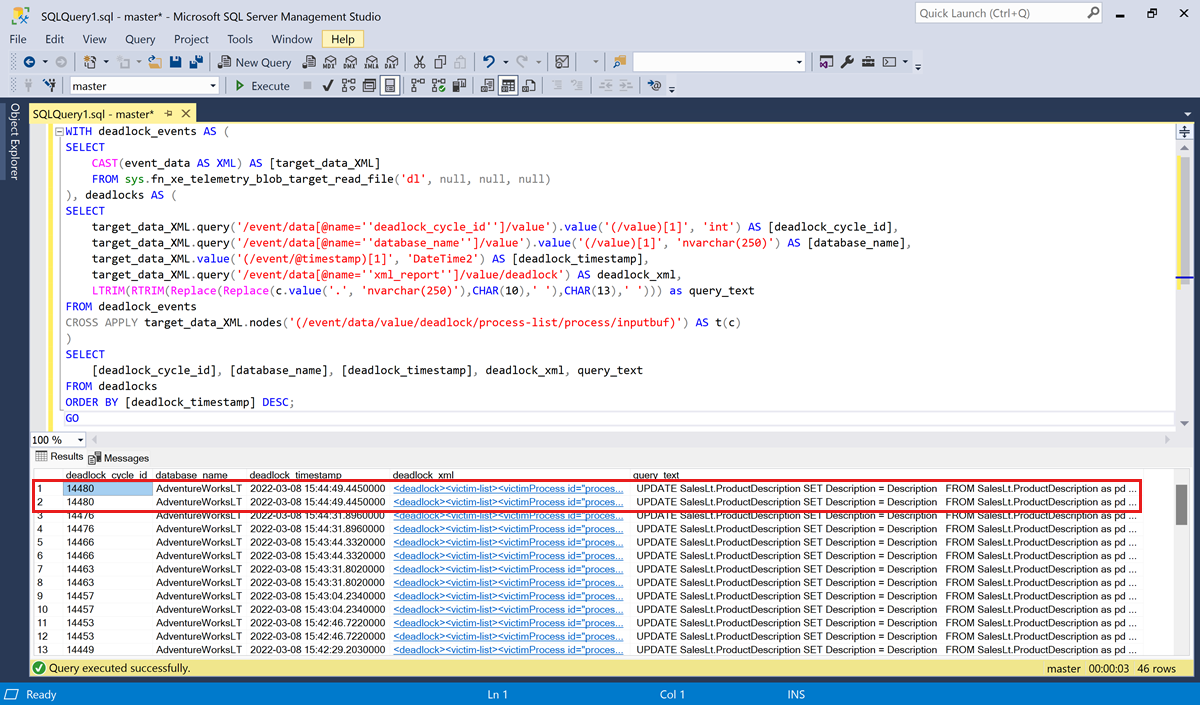 SQLQuery1.sql - master* - Microsoft SQL Server Management Studio
Quick Launch (Ctrl+Q)
File Edit View Query Project Tools Window Help
New Query MDX DMX XMLA DAX
master Execute
Object Explorer
SQLQuery1.sql - master*
WITH deadlock_events AS (
SELECT
CAST(event_data AS XML) AS [target_data_XML]
FROM sys.fn_xe_telemetry_blob_target_read_file('dl', null, null, null)
), deadlocks AS (
SELECT
target_data_XML.query('/event/data[@name=''deadlock_cycle_id'']/value').value('(/value)[1]', 'int') AS [deadlock_cycle_id],
target_data_XML.query('/event/data[@name=''database_name'']/value').value('(/value)[1]', 'nvarchar(250)') AS [database_name],
target_data_XML.value('(/event/@timestamp)[1]', 'DateTime2') AS [deadlock_timestamp],
target_data_XML.query('/event/data[@name=''xml_report'']/value/deadlock') AS deadlock_xml,
LTRIM(RTRIM(Replace(Replace(c.value('.', 'nvarchar(250)'),CHAR(10),' '),CHAR(13),' '))) as query_text
FROM deadlock_events
CROSS APPLY target_data_XML.nodes('(/event/data/value/deadlock/process-list/process/inputbuf)') AS t(c)
)
SELECT
[deadlock_cycle_id], [database_name], [deadlock_timestamp], deadlock_xml, query_text
FROM deadlocks
ORDER BY [deadlock_timestamp] DESC;
GO
100 %
Results Messages
deadlock_cycle_id database_name deadlock_timestamp deadlock_xml query_text
1 14480 AdventureWorksLT 2022-03-08 15:44:49.4450000 <deadlock><victim-list><victimProcess id="proces... UPDATE SalesLt.ProductDescription SET Description = Description FROM SalesLt.ProductDescription as pd ...
2 14480 AdventureWorksLT 2022-03-08 15:44:49.4450000 <deadlock><victim-list><victimProcess id="proces... UPDATE SalesLt.ProductDescription SET Description = Description FROM SalesLt.ProductDescription as pd ...
3 14476 AdventureWorksLT 2022-03-08 15:44:31.8960000 <deadlock><victim-list><victimProcess id="proces... UPDATE SalesLt.ProductDescription SET Description = Description FROM SalesLt.ProductDescription as pd ...
4 14476 AdventureWorksLT 2022-03-08 15:44:31.8960000 <deadlock><victim-list><victimProcess id="proces... UPDATE SalesLt.ProductDescription SET Description = Description FROM SalesLt.ProductDescription as pd ...
5 14466 AdventureWorksLT 2022-03-08 15:43:44.3320000 <deadlock><victim-list><victimProcess id="proces... UPDATE SalesLt.ProductDescription SET Description = Description FROM SalesLt.ProductDescription as pd ...
6 14466 AdventureWorksLT 2022-03-08 15:43:44.3320000 <deadlock><victim-list><victimProcess id="proces... UPDATE SalesLt.ProductDescription SET Description = Description FROM SalesLt.ProductDescription as pd ...
7 14463 AdventureWorksLT 2022-03-08 15:43:31.8020000 <deadlock><victim-list><victimProcess id="proces... UPDATE SalesLt.ProductDescription SET Description = Description FROM SalesLt.ProductDescription as pd ...
8 14463 AdventureWorksLT 2022-03-08 15:43:31.8020000 <deadlock><victim-list><victimProcess id="proces... UPDATE SalesLt.ProductDescription SET Description = Description FROM SalesLt.ProductDescription as pd ...
9 14457 AdventureWorksLT 2022-03-08 15:43:04.2340000 <deadlock><victim-list><victimProcess id="proces... UPDATE SalesLt.ProductDescription SET Description = Description FROM SalesLt.ProductDescription as pd ...
10 14457 AdventureWorksLT 2022-03-08 15:43:04.2340000 <deadlock><victim-list><victimProcess id="proces... UPDATE SalesLt.ProductDescription SET Description = Description FROM SalesLt.ProductDescription as pd ...
11 14453 AdventureWorksLT 2022-03-08 15:42:46.7220000 <deadlock><victim-list><victimProcess id="proces... UPDATE SalesLt.ProductDescription SET Description = Description FROM SalesLt.ProductDescription as pd ...
12 14453 AdventureWorksLT 2022-03-08 15:42:46.7220000 <deadlock><victim-list><victimProcess id="proces... UPDATE SalesLt.ProductDescription SET Description = Description FROM SalesLt.ProductDescription as pd ...
13 14449 AdventureWorksLT 2022-03-08 15:42:29.2030000 <deadlock><victim-list><victimProcess id="proces... UPDATE SalesLt.ProductDescription SET Description = Description FROM SalesLt.ProductDescription as pd ...
Query executed successfully. master 00:00:03 46 rows
Ready Ln 1 Col 1 INS